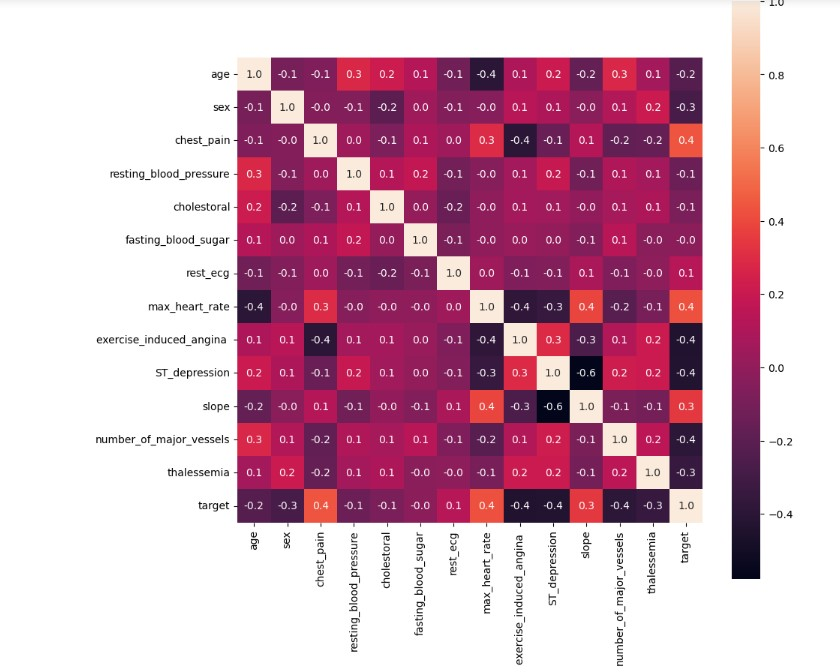 1.0
age 1.0 -0.1 -0.1 0.3 0.2 0.1 -0.1 -0.4 0.1 0.2 -0.2 0.3 0.1 -0.2
0.8
sex -0.1 1.0 -0.0 -0.1 -0.2 0.0 -0.1 -0.0 0.1 0.1 -0.0 0.1 0.2 -0.3
chest_pain -0.1 -0.0 1.0 0.0 -0.1 0.1 0.0 0.3 -0.4 -0.1 0.1 -0.2 -0.2 0.4
0.6
resting_blood_pressure 0.3 -0.1 0.0 1.0 0.1 0.2 -0.1 -0.0 0.1 0.2 -0.1 0.1 0.1 -0.1
cholestoral 0.2 -0.2 -0.1 0.1 1.0 0.0 -0.2 -0.0 0.1 0.1 -0.0 0.1 0.1 -0.1
0.4
fasting_blood_sugar 0.1 0.0 0.1 0.2 0.0 1.0 -0.1 -0.0 0.0 0.0 -0.1 0.1 -0.0 -0.0
rest_ecg -0.1 -0.1 0.0 -0.1 -0.2 -0.1 1.0 0.0 -0.1 -0.1 0.1 -0.1 -0.0 0.1
0.2
max_heart_rate -0.4 -0.0 0.3 -0.0 -0.0 -0.0 0.0 1.0 -0.4 -0.3 0.4 -0.2 -0.1 0.4
exercise_induced_angina 0.1 0.1 -0.4 0.1 0.1 0.0 -0.1 -0.4 1.0 0.3 -0.3 0.1 0.2 -0.4
0.0
ST_depression 0.2 0.1 -0.1 0.2 0.1 0.0 -0.1 -0.3 0.3 1.0 -0.6 0.2 0.2 -0.4
slope -0.2 -0.0 0.1 -0.1 -0.0 -0.1 0.1 0.4 -0.3 -0.6 1.0 -0.1 -0.1 0.3
number_of_major_vessels 0.3 0.1 -0.2 0.1 0.1 0.1 -0.1 -0.2 0.1 0.2 -0.1 1.0 0.2 -0.4
−0.2
thalessemia 0.1 0.2 -0.2 0.1 0.1 -0.0 -0.0 -0.1 0.2 0.2 -0.1 0.2 1.0 -0.3
target -0.2 -0.3 0.4 -0.1 -0.1 -0.0 0.1 0.4 -0.4 -0.4 0.3 -0.4 -0.3 1.0
−0.4
age
sex
chest_pain
resting_blood_pressure
cholestoral
fasting_blood_sugar
rest_ecg
max_heart_rate
exercise_induced_angina
ST_depression
slope
number_of_major_vessels
thalessemia
target